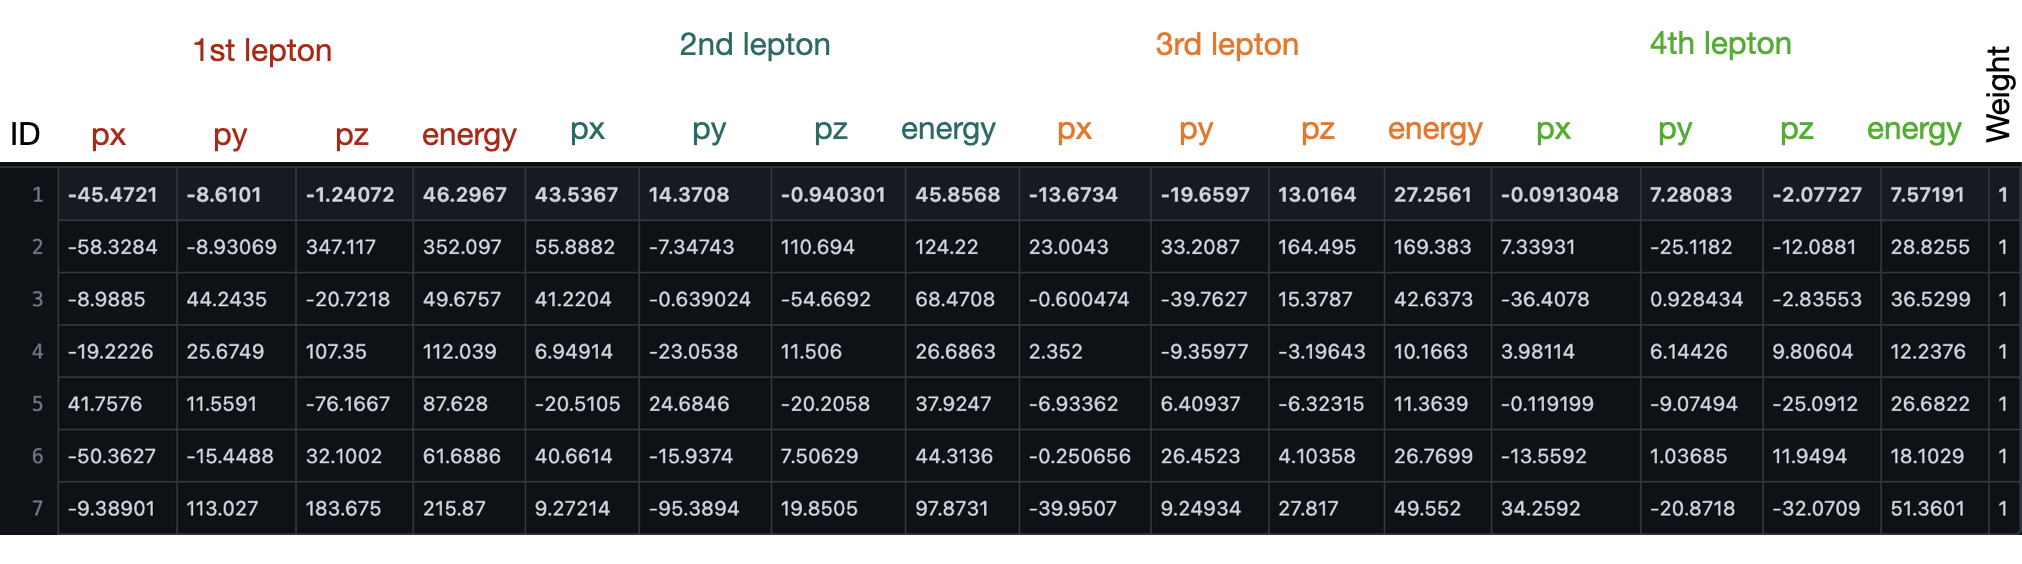 1st lepton 2nd lepton 3rd lepton 4th lepton
ID px py pz energy px py pz energy px py pz energy px py pz energy Weight
1 -45.4721 -8.6101 -1.24072 46.2967 43.5367 14.3708 -0.940301 45.8568 -13.6734 -19.6597 13.0164 27.2561 -0.0913048 7.28083 -2.07727 7.57191 1
2 -58.3284 -8.93069 347.117 352.097 55.8882 -7.34743 110.694 124.22 23.0043 33.2087 164.495 169.383 7.33931 -25.1182 -12.0881 28.8255 1
3 -8.9885 44.2435 -20.7218 49.6757 41.2204 -0.639024 -54.6692 68.4708 -0.600474 -39.7627 15.3787 42.6373 -36.4078 0.928434 -2.83553 36.5299 1
4 -19.2226 25.6749 107.35 112.039 6.94914 -23.0538 11.506 26.6863 2.352 -9.35977 -3.19643 10.1663 3.98114 6.14426 9.80604 12.2376 1
5 41.7576 11.5591 -76.1667 87.628 -20.5105 24.6846 -20.2058 37.9247 -6.93362 6.40937 -6.32315 11.3639 -0.119199 -9.07494 -25.0912 26.6822 1
6 -50.3627 -15.4488 32.1002 61.6886 40.6614 -15.9374 7.50629 44.3136 -0.250656 26.4523 4.10358 26.7699 -13.5592 1.03685 11.9494 18.1029 1
7 -9.38901 113.027 183.675 215.87 9.27214 -95.3894 19.8505 97.8731 -39.9507 9.24934 27.817 49.552 34.2592 -20.8718 -32.0709 51.3601 1